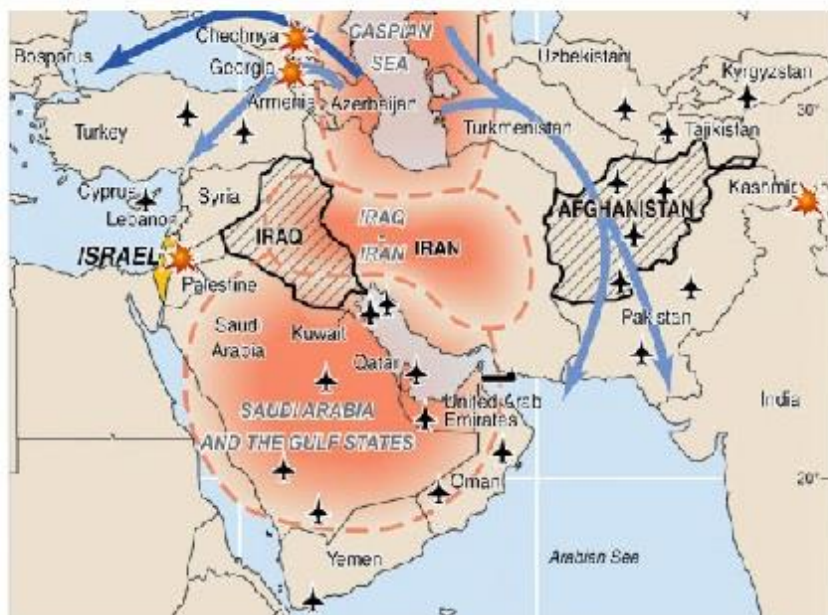 CASPIAN
SEA
Bosporus
Chechnya
Georgia
Armenia
Azerbaijan
Uzbekistan
Kyrgyzstan
30°
Turkey
Turkmenistan
Tajikistan
Cyprus
Lebanon
Syria
ISRAEL
Palestine
IRAQ
IRAQ
IRAN
IRAN
AFGHANISTAN
Kashmir
Saudi
Arabia
Kuwait
Qatar
Pakistan
India
SAUDI ARABIA
AND THE GULF STATES
United Arab
Emirates
Oman
20°
Yemen
Arabian Sea